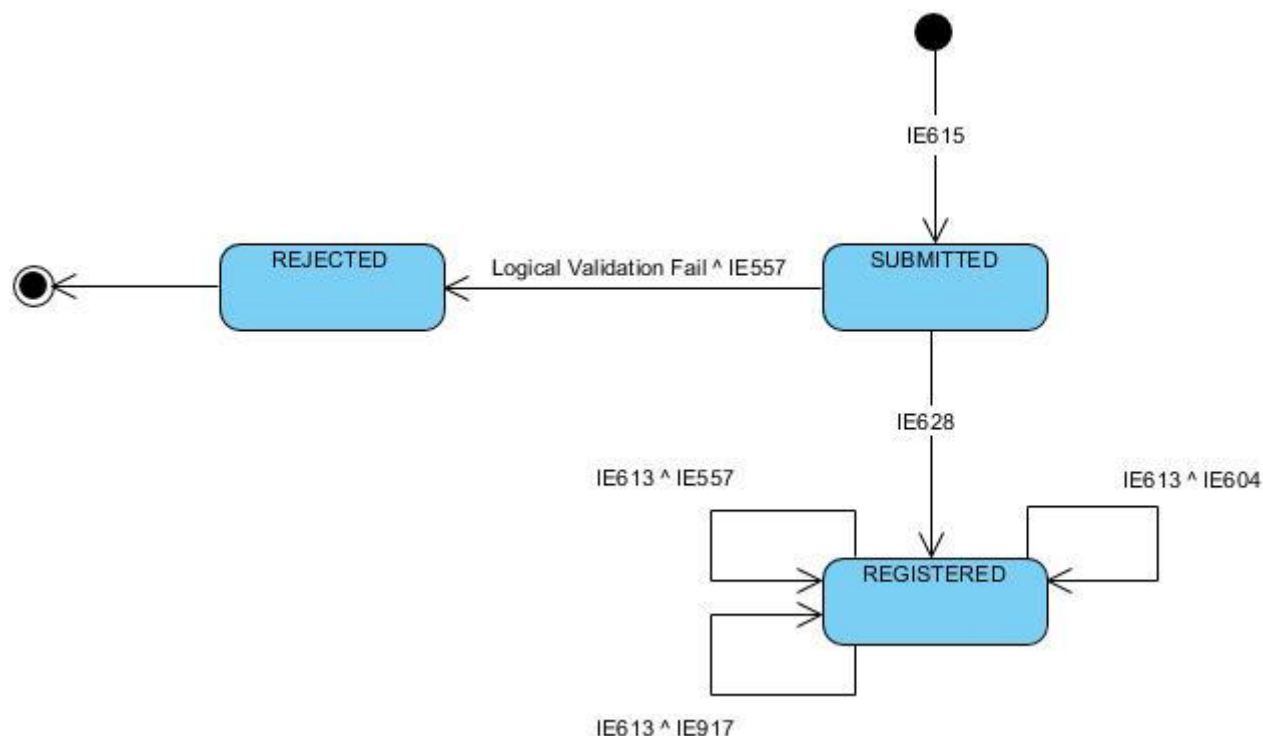 IE615
REJECTED
Logical Validation Fail ^ IE557
SUBMITTED
IE628
IE613 ^ IE557
IE613 ^ IE604
REGISTERED
IE613 ^ IE917